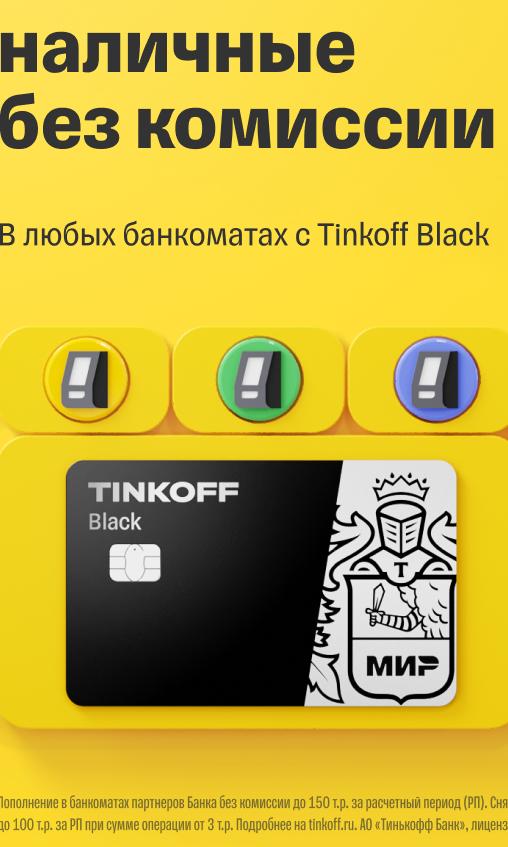 наличные
без комиссии
В любых банкоматах с Tinkoff Black
TINKOFF
Black
T
МИР
Пополнение в банкоматах партнеров Банка без комиссии до 150 т.р. за расчетный период (РП). Сня
до 100 т.р. за РП при сумме операции от 3 т.р. Подробнее на tinkoff.ru. АО «Тинькофф Банк», лиценз